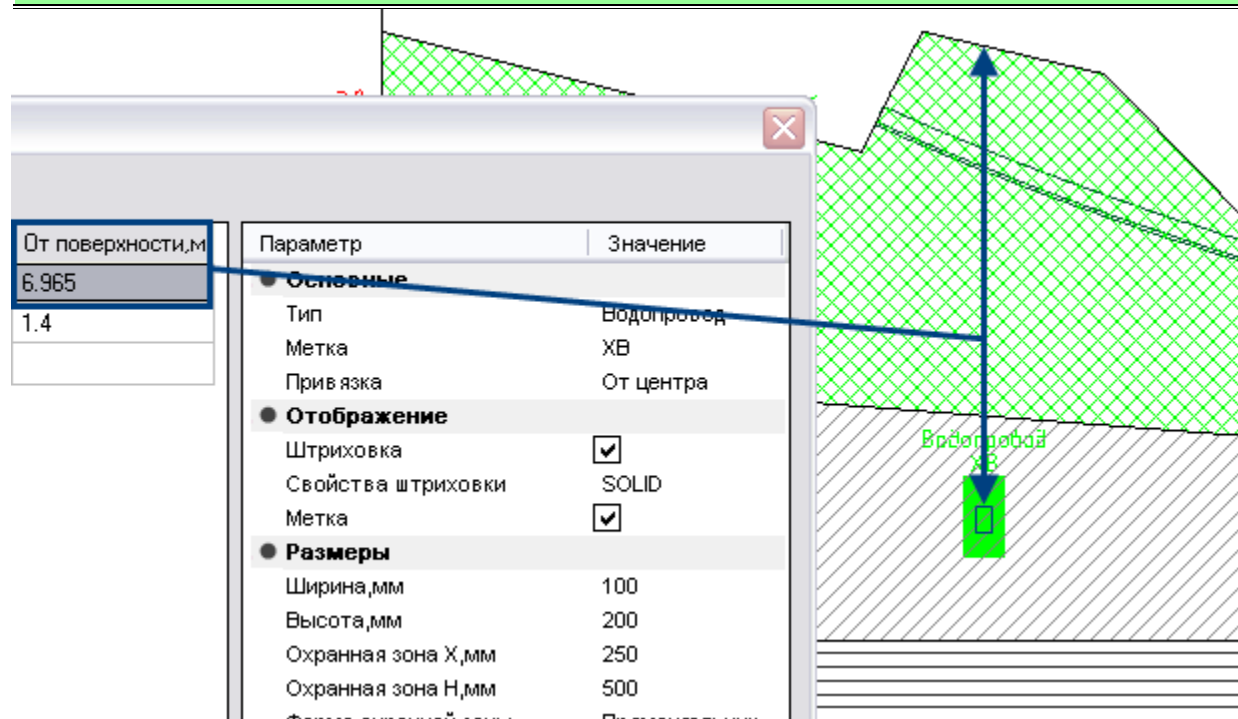 От поверхности,м
6.965
1.4
Параметр Значение
Основные
Тип Водопровод
Метка ХВ
Привязка От центра
Отображение
Штриховка
Свойства штриховки SOLID
Метка
Размеры
Ширина,мм 100
Высота,мм 200
Охранная зона X,мм 250
Охранная зона H,мм 500
Водопровод
ХВ